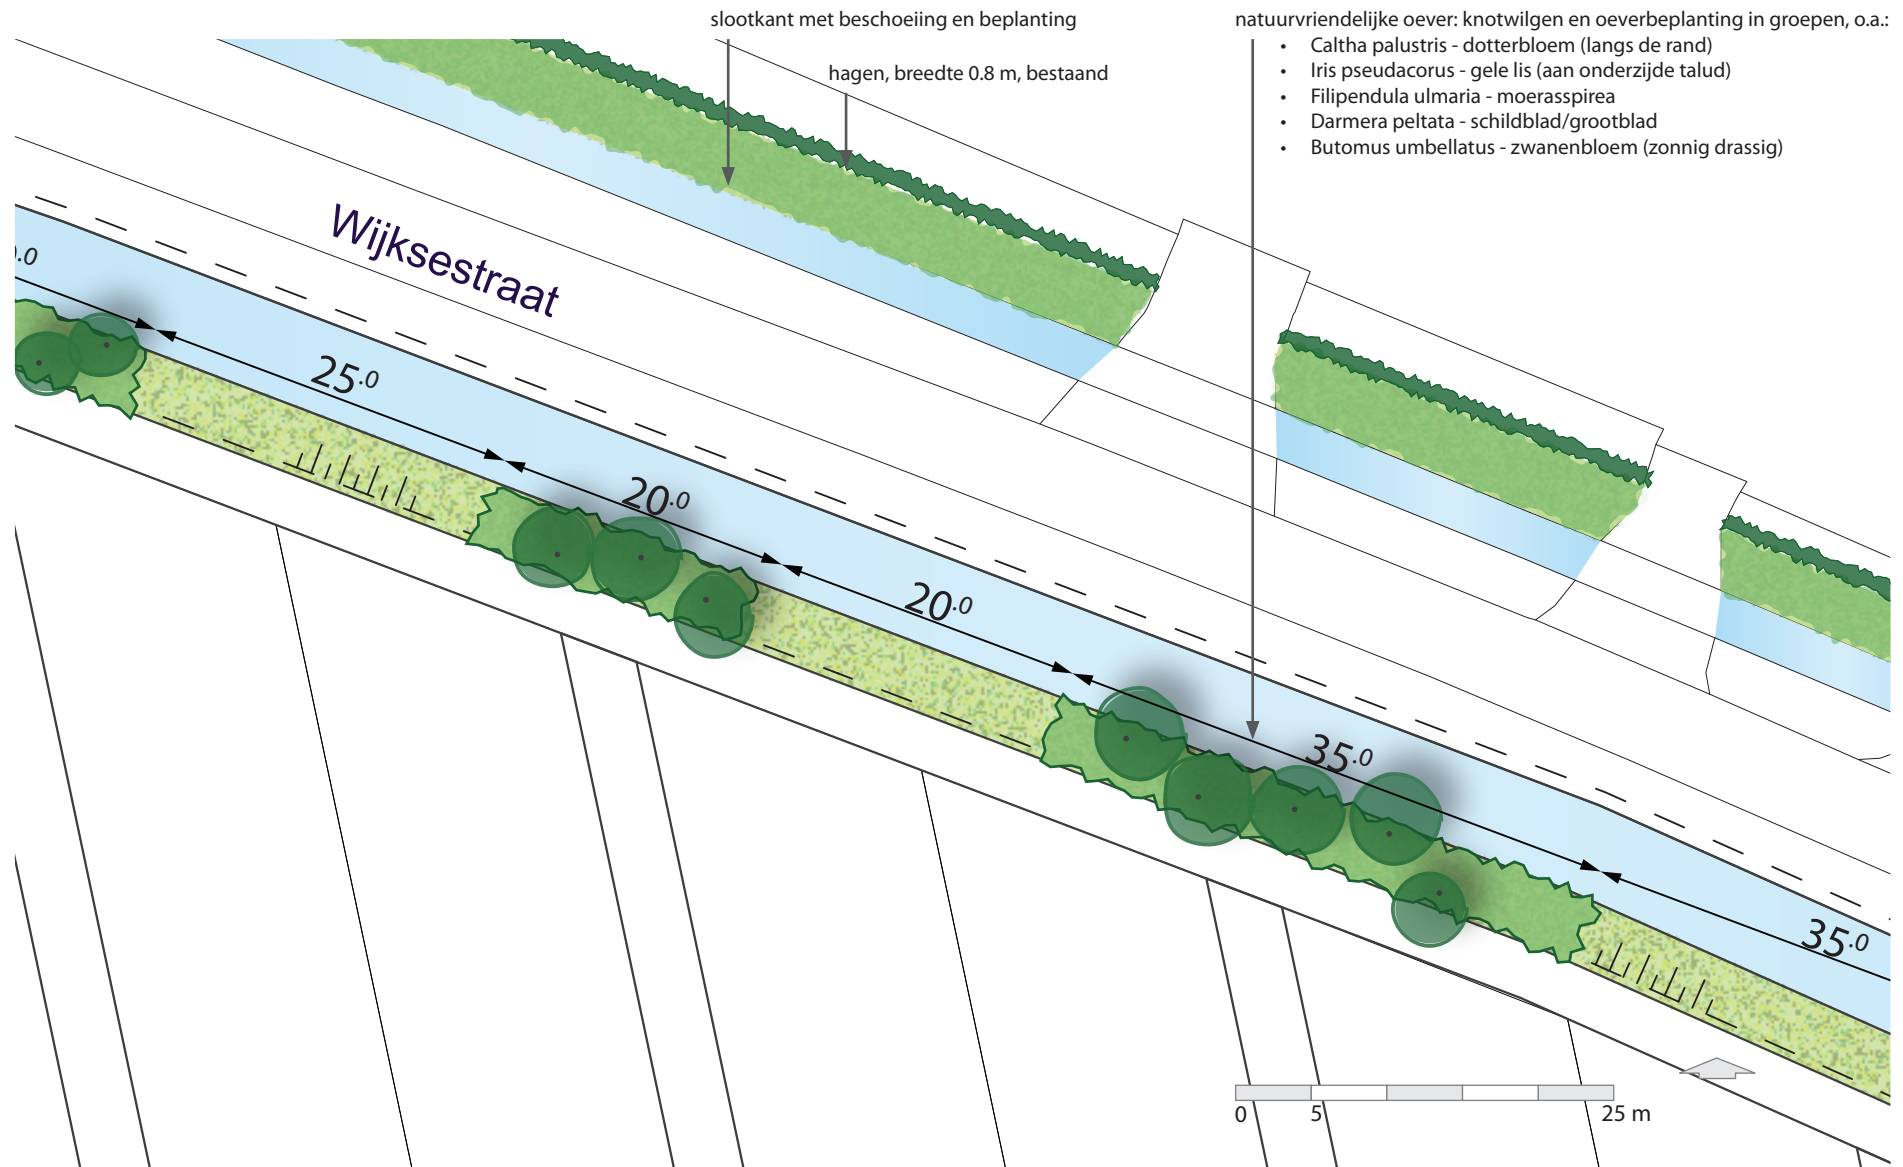 slootkant met beschoeiing en beplanting
hagen, breedte 0.8 m, bestaand
natuurvriendelijke oever: knotwilgen en oeverbeplanting in groepen, o.a.:
• Caltha palustris - dotterbloem (langs de rand)
• Iris pseudacorus - gele lis (aan onderzijde talud)
• Filipendula ulmaria - moerasspirea
• Darmera peltata - schildblad/grootblad
• Butomus umbellatus - zwanenbloem (zonnig drassig)
Wijksestraat
.0
25.0
20.0
20.0
35.0
35.0
0 5 25 m